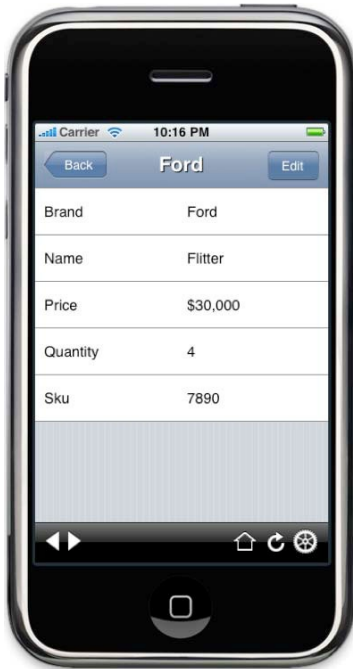 Carrier 10:16 PM
Back Ford Edit
Brand Ford
Name Flitter
Price $30,000
Quantity 4
Sku 7890